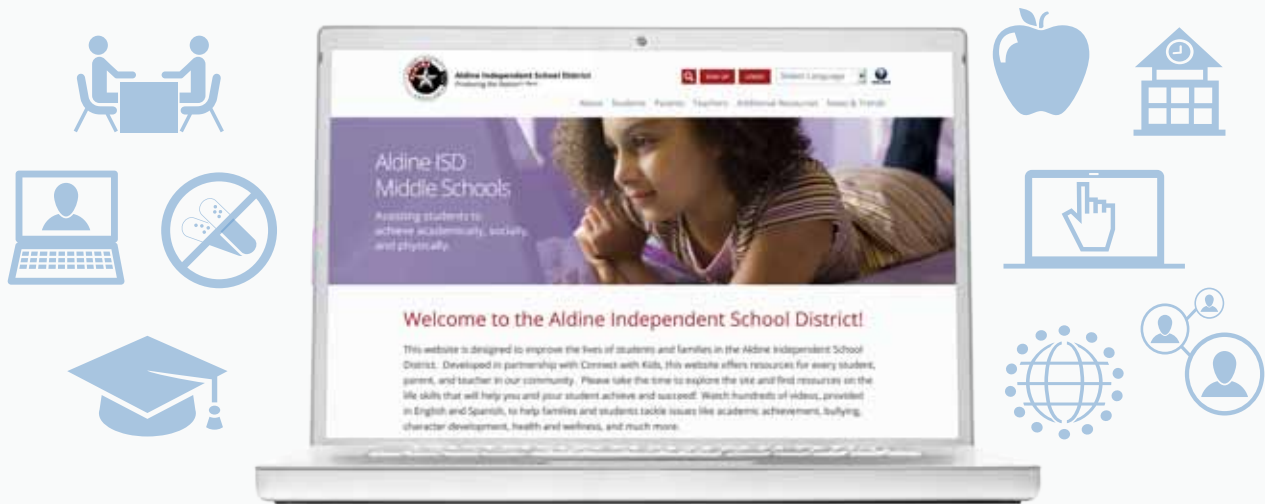 Aldine Independent School District
Producing the Nation's Best
SIGN UP
LOGIN
Select Language
About Students Parents Teachers Additional Resources News & Trends
Aldine ISD
Middle Schools
Assisting students to
achieve academically, socially,
and physically.
Welcome to the Aldine Independent School District!
This website is designed to improve the lives of students and families in the Aldine Independent School
District. Developed in partnership with Connect with Kids, this website offers resources for every student,
parent, and teacher in our community. Please take the time to explore the site and find resources on the
life skills that will help you and your student achieve and succeed! Watch hundreds of videos, provided
in English and Spanish, to help families and students tackle issues like academic achievement, bullying,
character development, health and wellness, and much more.